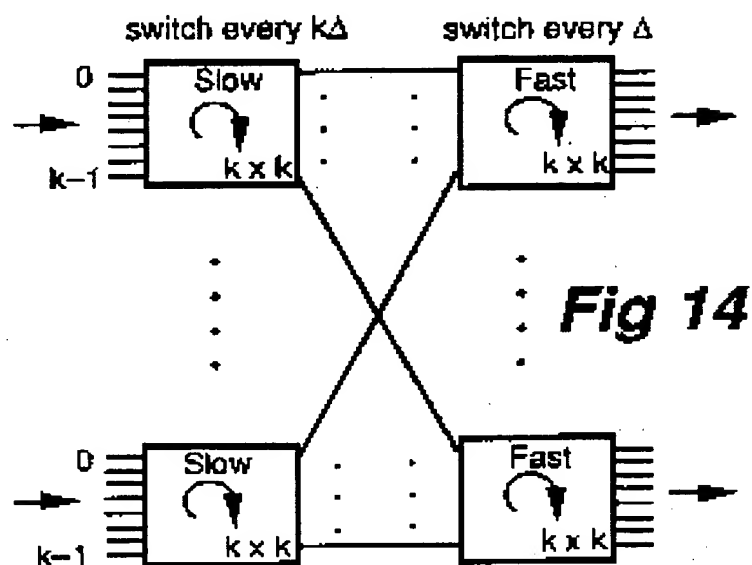 switch every kΔ
switch every Δ
0
Slow
k x k
k–1
Fast
k x k
Fig 14
0
Slow
k x k
k–1
Fast
k x k